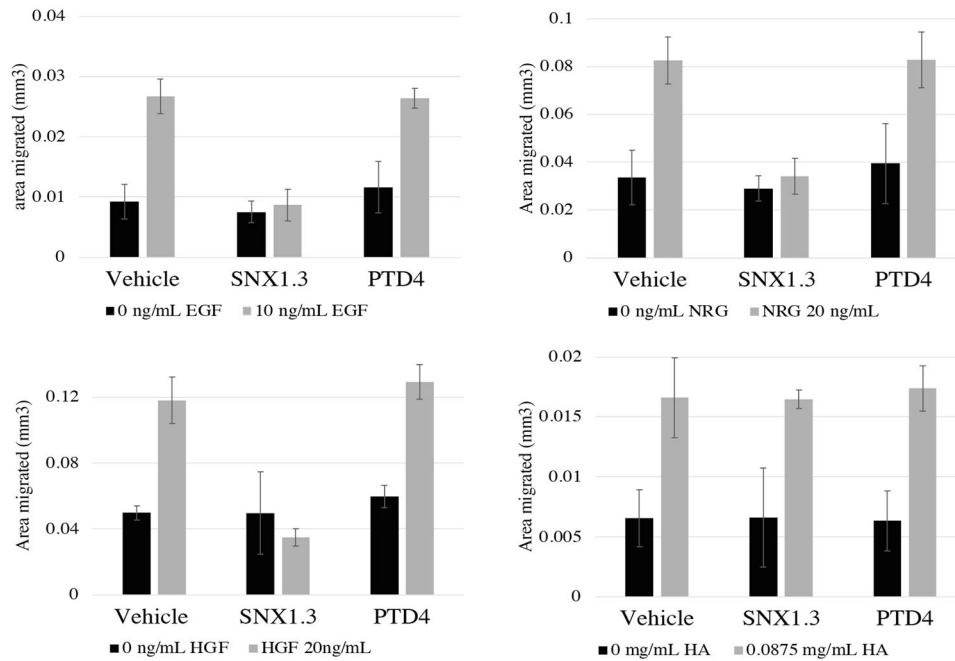 0.04
0.03
0.02
0.01
0
area migrated (mm3)
Vehicle SNX1.3 PTD4
0 ng/mL EGF 10 ng/mL EGF
0.1
0.08
0.06
0.04
0.02
0
Area migrated (mm3)
Vehicle SNX1.3 PTD4
0 ng/mL NRG NRG 20 ng/mL
0.12
0.08
0.04
0
Area migrated (mm3)
Vehicle SNX1.3 PTD4
0 ng/mL HGF HGF 20ng/mL
0.02
0.015
0.01
0.005
0
Area migrated (mm3)
Vehicle SNX1.3 PTD4
0 mg/mL HA 0.0875 mg/mL HA